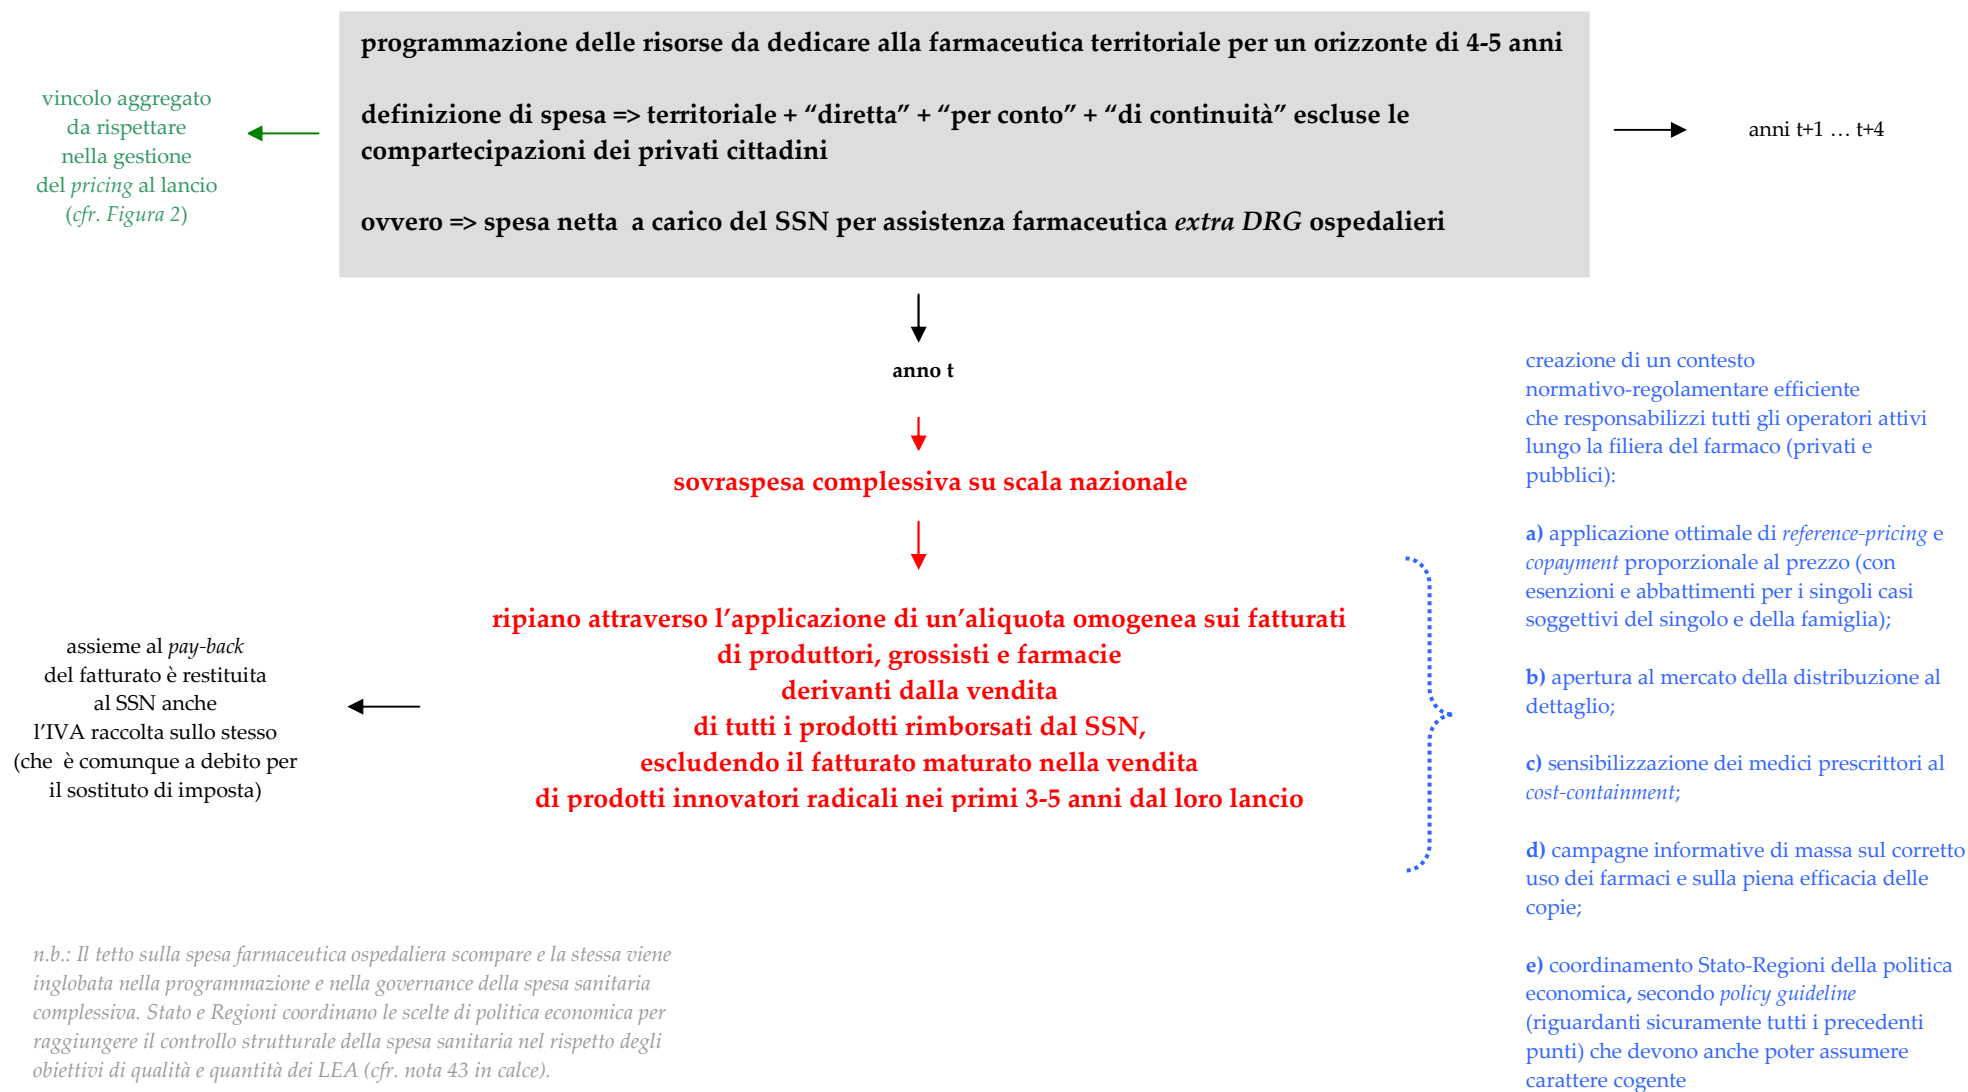 programmazione delle risorse da dedicare alla farmaceutica territoriale per un orizzonte di 4-5 anni
definizione di spesa => territoriale + “diretta” + “per conto” + “di continuità” escluse le
compartecipazioni dei privati cittadini
ovvero => spesa netta a carico del SSN per assistenza farmaceutica extra DRG ospedalieri
vincolo aggregato
da rispettare
nella gestione
del pricing al lancio
(cfr. Figura 2)
anni t+1 … t+4
anno t
sovraspesa complessiva su scala nazionale
ripiano attraverso l’applicazione di un’aliquota omogenea sui fatturati
di produttori, grossisti e farmacie
derivanti dalla vendita
di tutti i prodotti rimborsati dal SSN,
escludendo il fatturato maturato nella vendita
di prodotti innovatori radicali nei primi 3-5 anni dal loro lancio
assieme al pay-back
del fatturato è restituita
al SSN anche
l’IVA raccolta sullo stesso
(che è comunque a debito per
il sostituto di imposta)
creazione di un contesto
normativo-regolamentare efficiente
che responsabilizzi tutti gli operatori attivi
lungo la filiera del farmaco (privati e
pubblici):
a) applicazione ottimale di reference-pricing e
copayment proporzionale al prezzo (con
esenzioni e abbattimenti per i singoli casi
soggettivi del singolo e della famiglia);
b) apertura al mercato della distribuzione al
dettaglio;
c) sensibilizzazione dei medici prescrittori al
cost-containment;
d) campagne informative di massa sul corretto
uso dei farmaci e sulla piena efficacia delle
copie;
e) coordinamento Stato-Regioni della politica
economica, secondo policy guideline
(riguardanti sicuramente tutti i precedenti
punti) che devono anche poter assumere
carattere cogente
n.b.: Il tetto sulla spesa farmaceutica ospedaliera scompare e la stessa viene
inglobata nella programmazione e nella governance della spesa sanitaria
complessiva. Stato e Regioni coordinano le scelte di politica economica per
raggiungere il controllo strutturale della spesa sanitaria nel rispetto degli
obiettivi di qualità e quantità dei LEA (cfr. nota 43 in calce).